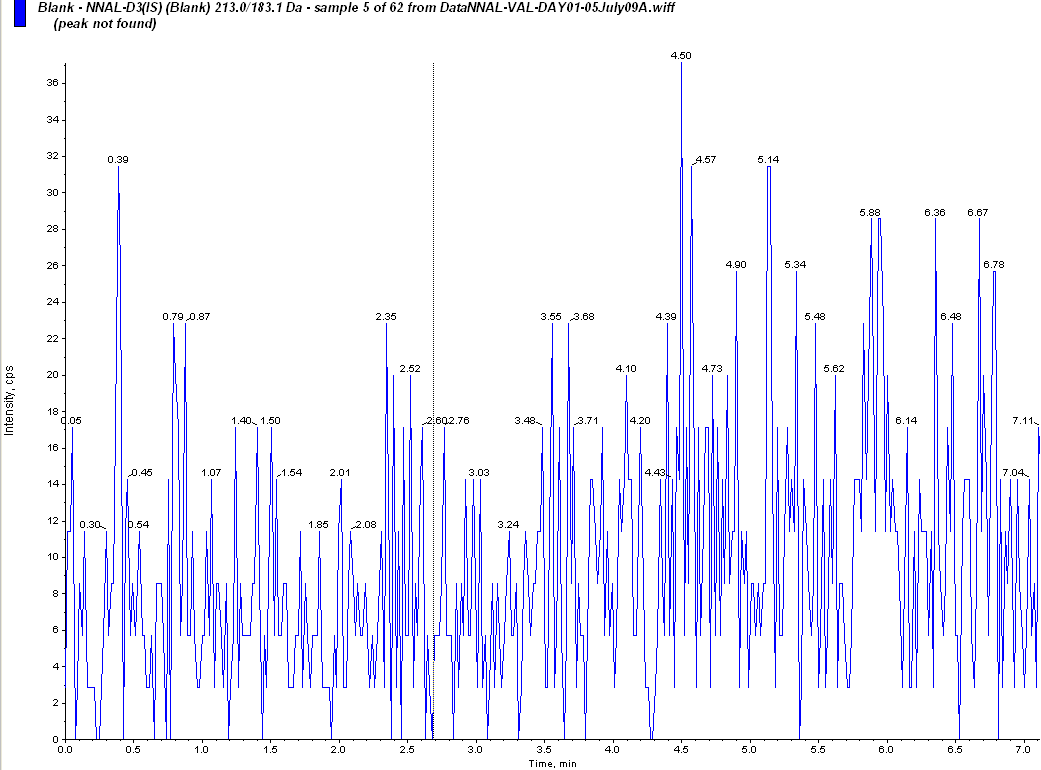 Blank - NNAL-D3(IS) (Blank) 213.0/183.1 Da - sample 5 of 62 from DataNNAL-VAL-DAY01-05July09A.wiff
(peak not found)
4.50
36
34
0.39 4.57 5.14
32
30
5.88 6.36 6.67
28
4.90 5.34 6.78
26
24
0.79 0.87 2.35 3.55 3.68 4.39 5.48 6.48
22
2.52 4.10 4.73 5.62
20
18
0.05 1.40 1.50 2.60 2.76 3.48 3.71 4.20 6.14 7.11
16
0.45 1.07 1.54 2.01 3.03 4.43 7.04
14
0.30 0.54 1.85 2.08 3.24
12
10
8
6
4
2
0
Intensity, cps
0.0 0.5 1.0 1.5 2.0 2.5 3.0 3.5 4.0 4.5 5.0 5.5 6.0 6.5 7.0
Time, min